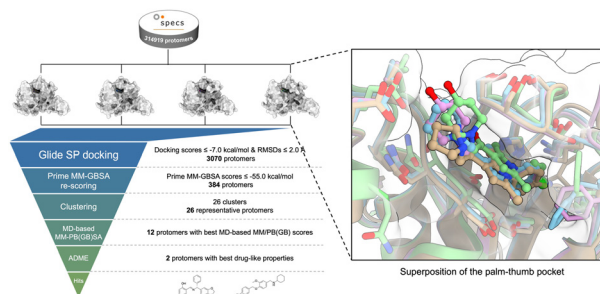 specs
314919 protomers
Glide SP docking
Docking scores ≤ -7.0 kcal/mol & RMSDs ≤ 2.0 Å
3070 protomers
Prime MM-GBSA
re-scoring
Prime MM-GBSA scores ≤ -55.0 kcal/mol
384 protomers
Clustering
26 clusters
26 representative protomers
MD-based
MM-PB(GB)SA
12 protomers with best MD-based MM/PB(GB) scores
ADME
2 protomers with best drug-like properties
Hits
Superposition of the palm-thumb pocket